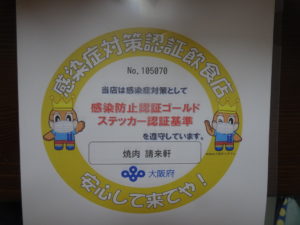 感染症対策認証飲食店
No.105070
当店は感染症対策として
感染防止認証ゴールド
ステッカー認証基準
を遵守しています。
焼肉 請来軒
大阪府
安心して来てや！